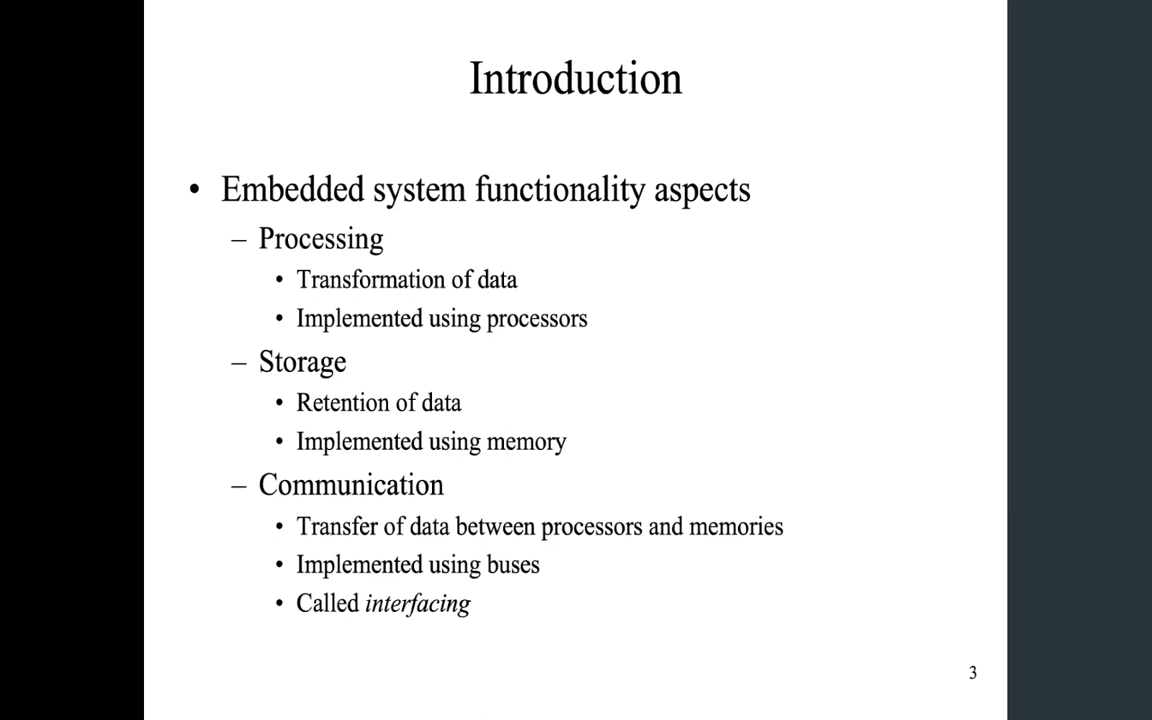 Introduction
• Embedded system functionality aspects
– Processing
• Transformation of data
• Implemented using processors
– Storage
• Retention of data
• Implemented using memory
– Communication
• Transfer of data between processors and memories
• Implemented using buses
• Called interfacing
3